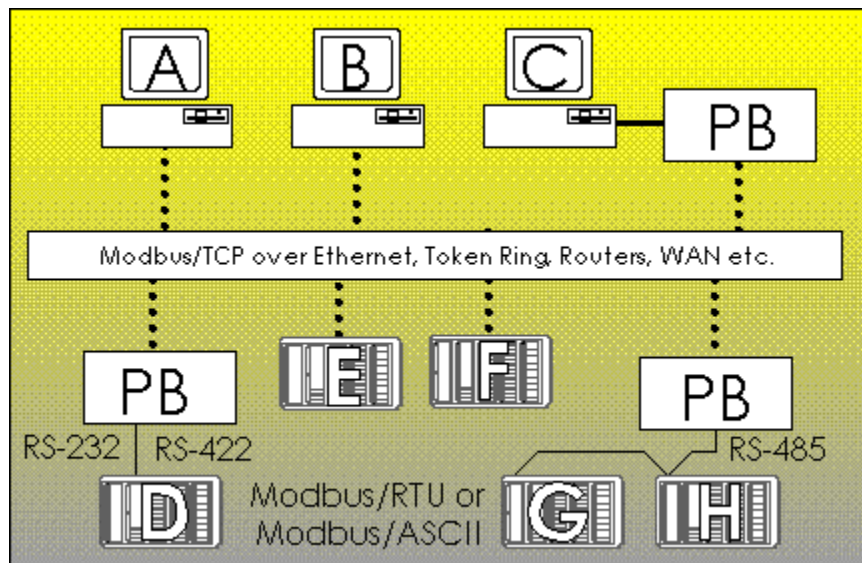 A
B
C
PB
Modbus/TCP over Ethernet, Token Ring, Routers, WAN etc.
PB
E
F
PB
RS-232
RS-422
RS-485
D
Modbus/RTU or
Modbus/ASCII
G
H